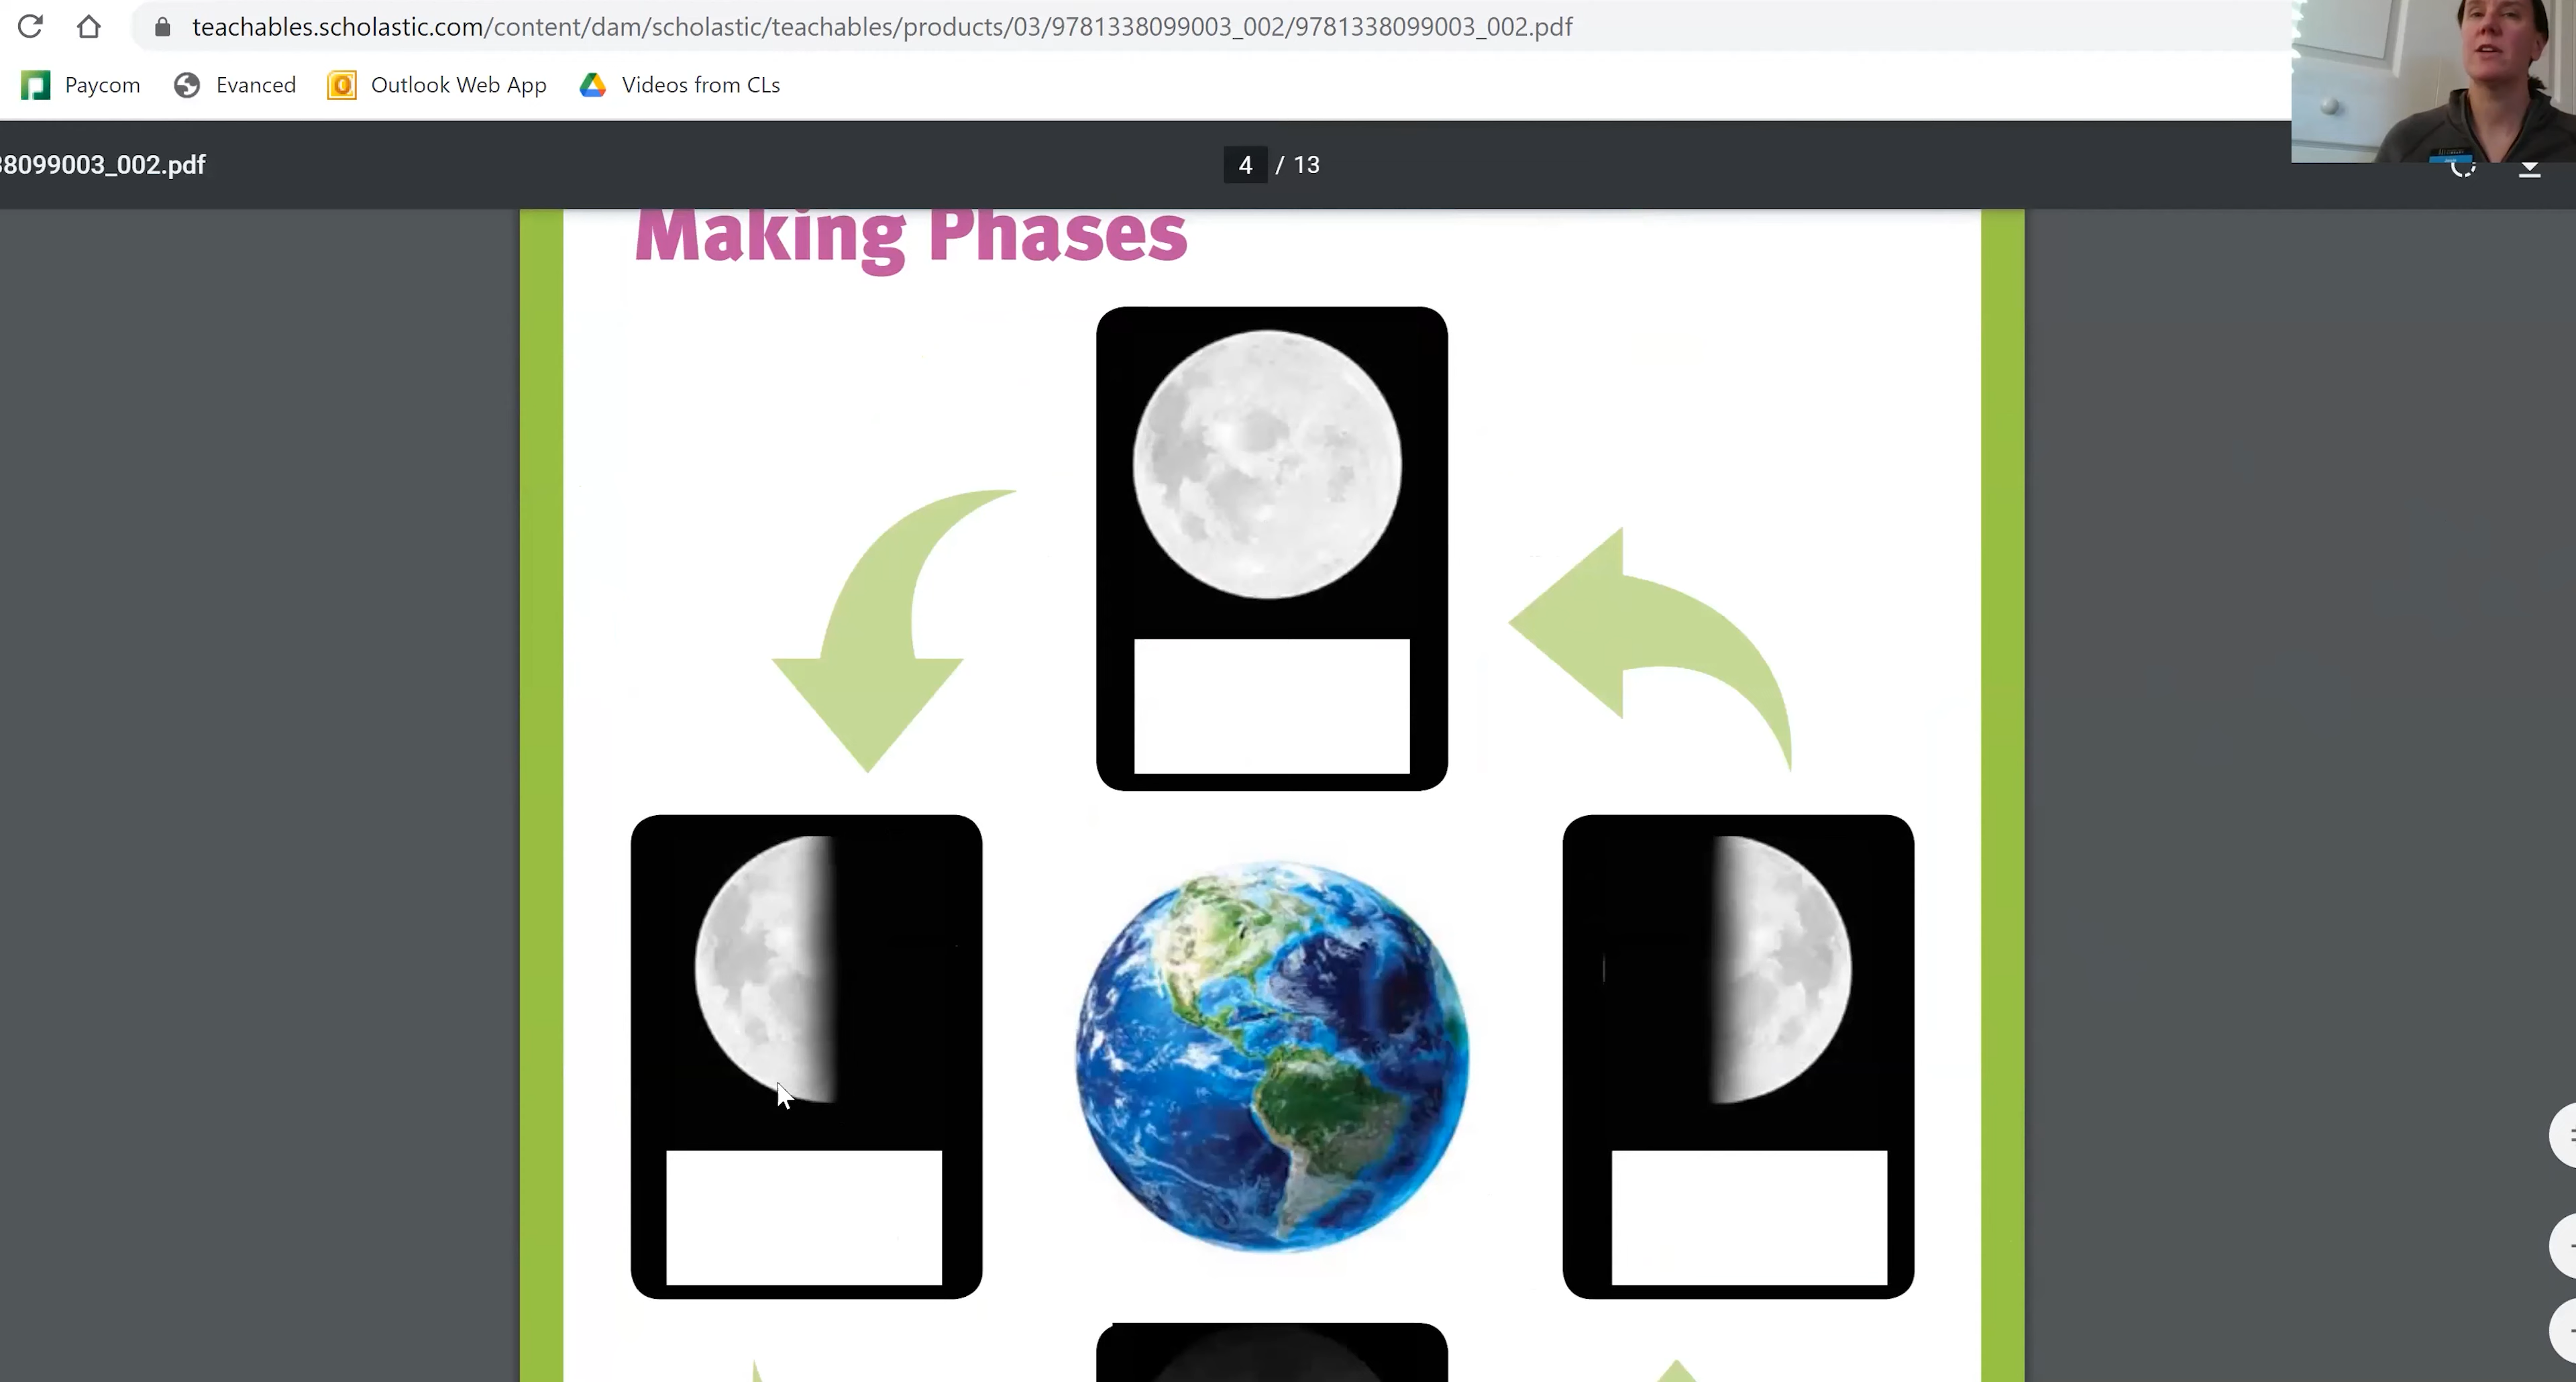 teachables.scholastic.com/content/dam/scholastic/teachables/products/03/9781338099003_002/9781338099003_002.pdf
Paycom Evanced Outlook Web App Videos from CLs
8099003_002.pdf 4 / 13
Making Phases